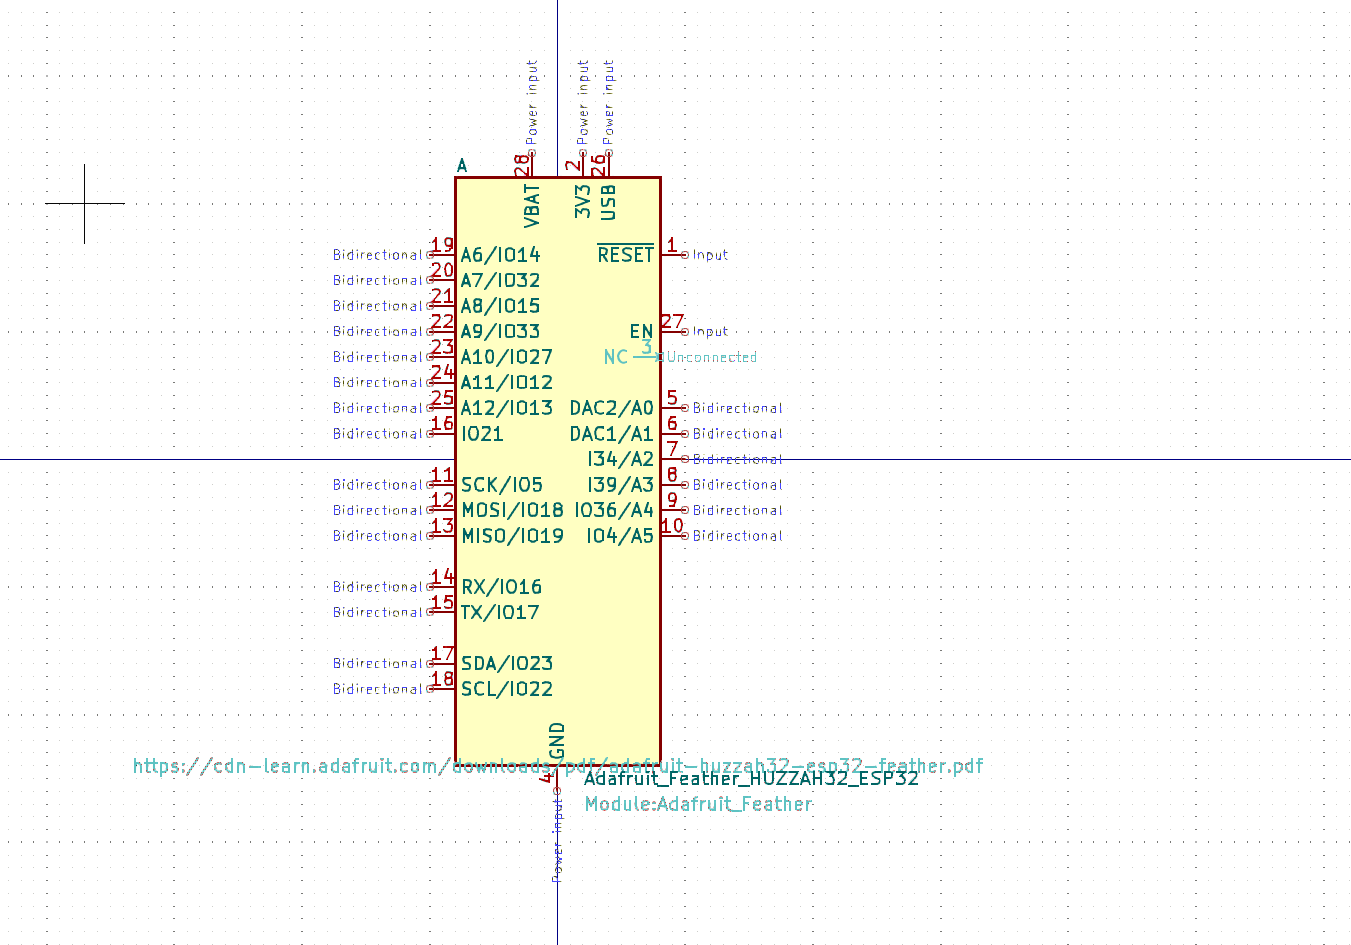 Power input
Power input
Power input
28
2
26
A
VBAT
3V3
USB
Bidirectional 19 A6/IO14 RESET 1 Input
Bidirectional 20 A7/IO32
Bidirectional 21 A8/IO15
Bidirectional 22 A9/IO33 EN 27 Input
Bidirectional 23 A10/IO27 NC 3 Unconnected
Bidirectional 24 A11/IO12
Bidirectional 25 A12/IO13 DAC2/A0 5 Bidirectional
Bidirectional 16 IO21 DAC1/A1 6 Bidirectional
I34/A2 7 Bidirectional
Bidirectional 11 SCK/IO5 I39/A3 8 Bidirectional
Bidirectional 12 MOSI/IO18 IO36/A4 9 Bidirectional
Bidirectional 13 MISO/IO19 IO4/A5 10 Bidirectional
Bidirectional 14 RX/IO16
Bidirectional 15 TX/IO17
Bidirectional 17 SDA/IO23
Bidirectional 18 SCL/IO22
GND
https://cdn-learn.adafruit.com/downloads/pdf/adafruit-huzzah32-esp32-feather.pdf
4
Adafruit_Feather_HUZZAH32_ESP32
Module:Adafruit_Feather
Power input